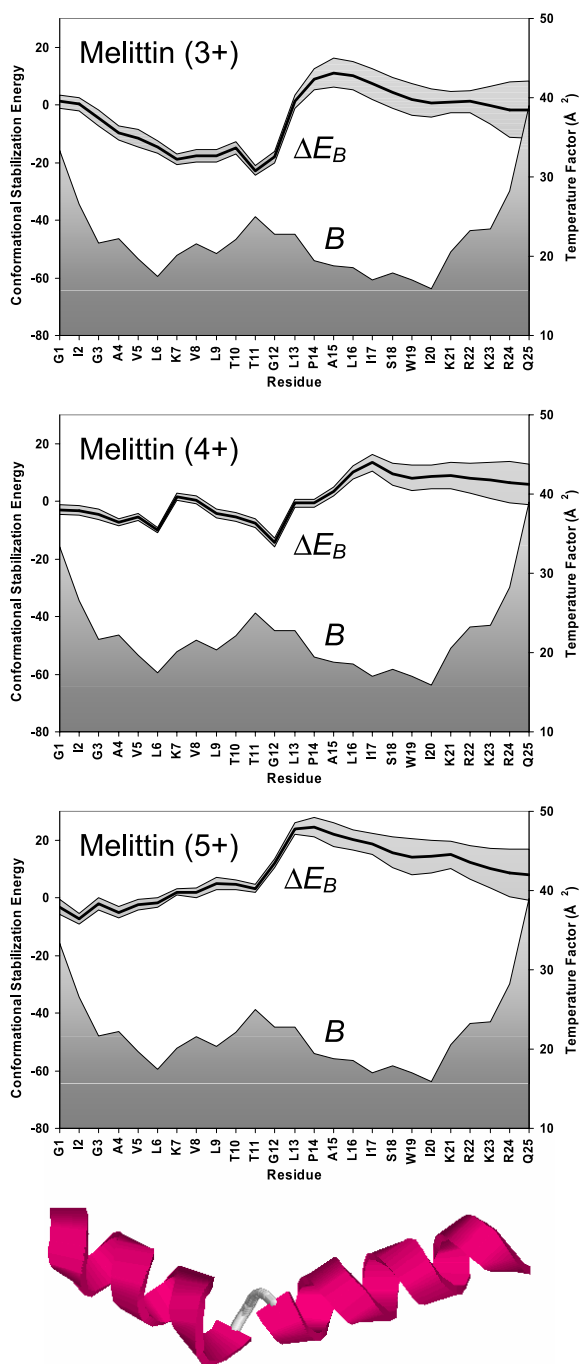 Melittin (3+)
Conformational Stabilization Energy
20
0
-20
-40
-60
-80
ΔE_B
B
50
40
30
20
10
Temperature Factor (Å²)
G1 I2 G3 A4 V5 L6 K7 V8 L9 T10 T11 G12 L13 P14 A15 L16 I17 S18 W19 I20 K21 R22 K23 R24 Q25
Residue
Melittin (4+)
Conformational Stabilization Energy
20
0
-20
-40
-60
-80
ΔE_B
B
50
40
30
20
10
Temperature Factor (Å²)
G1 I2 G3 A4 V5 L6 K7 V8 L9 T10 T11 G12 L13 P14 A15 L16 I17 S18 W19 I20 K21 R22 K23 R24 Q25
Residue
Melittin (5+)
Conformational Stabilization Energy
20
0
-20
-40
-60
-80
ΔE_B
B
50
40
30
20
10
Temperature Factor (Å²)
G1 I2 G3 A4 V5 L6 K7 V8 L9 T10 T11 G12 L13 P14 A15 L16 I17 S18 W19 I20 K21 R22 K23 R24 Q25
Residue